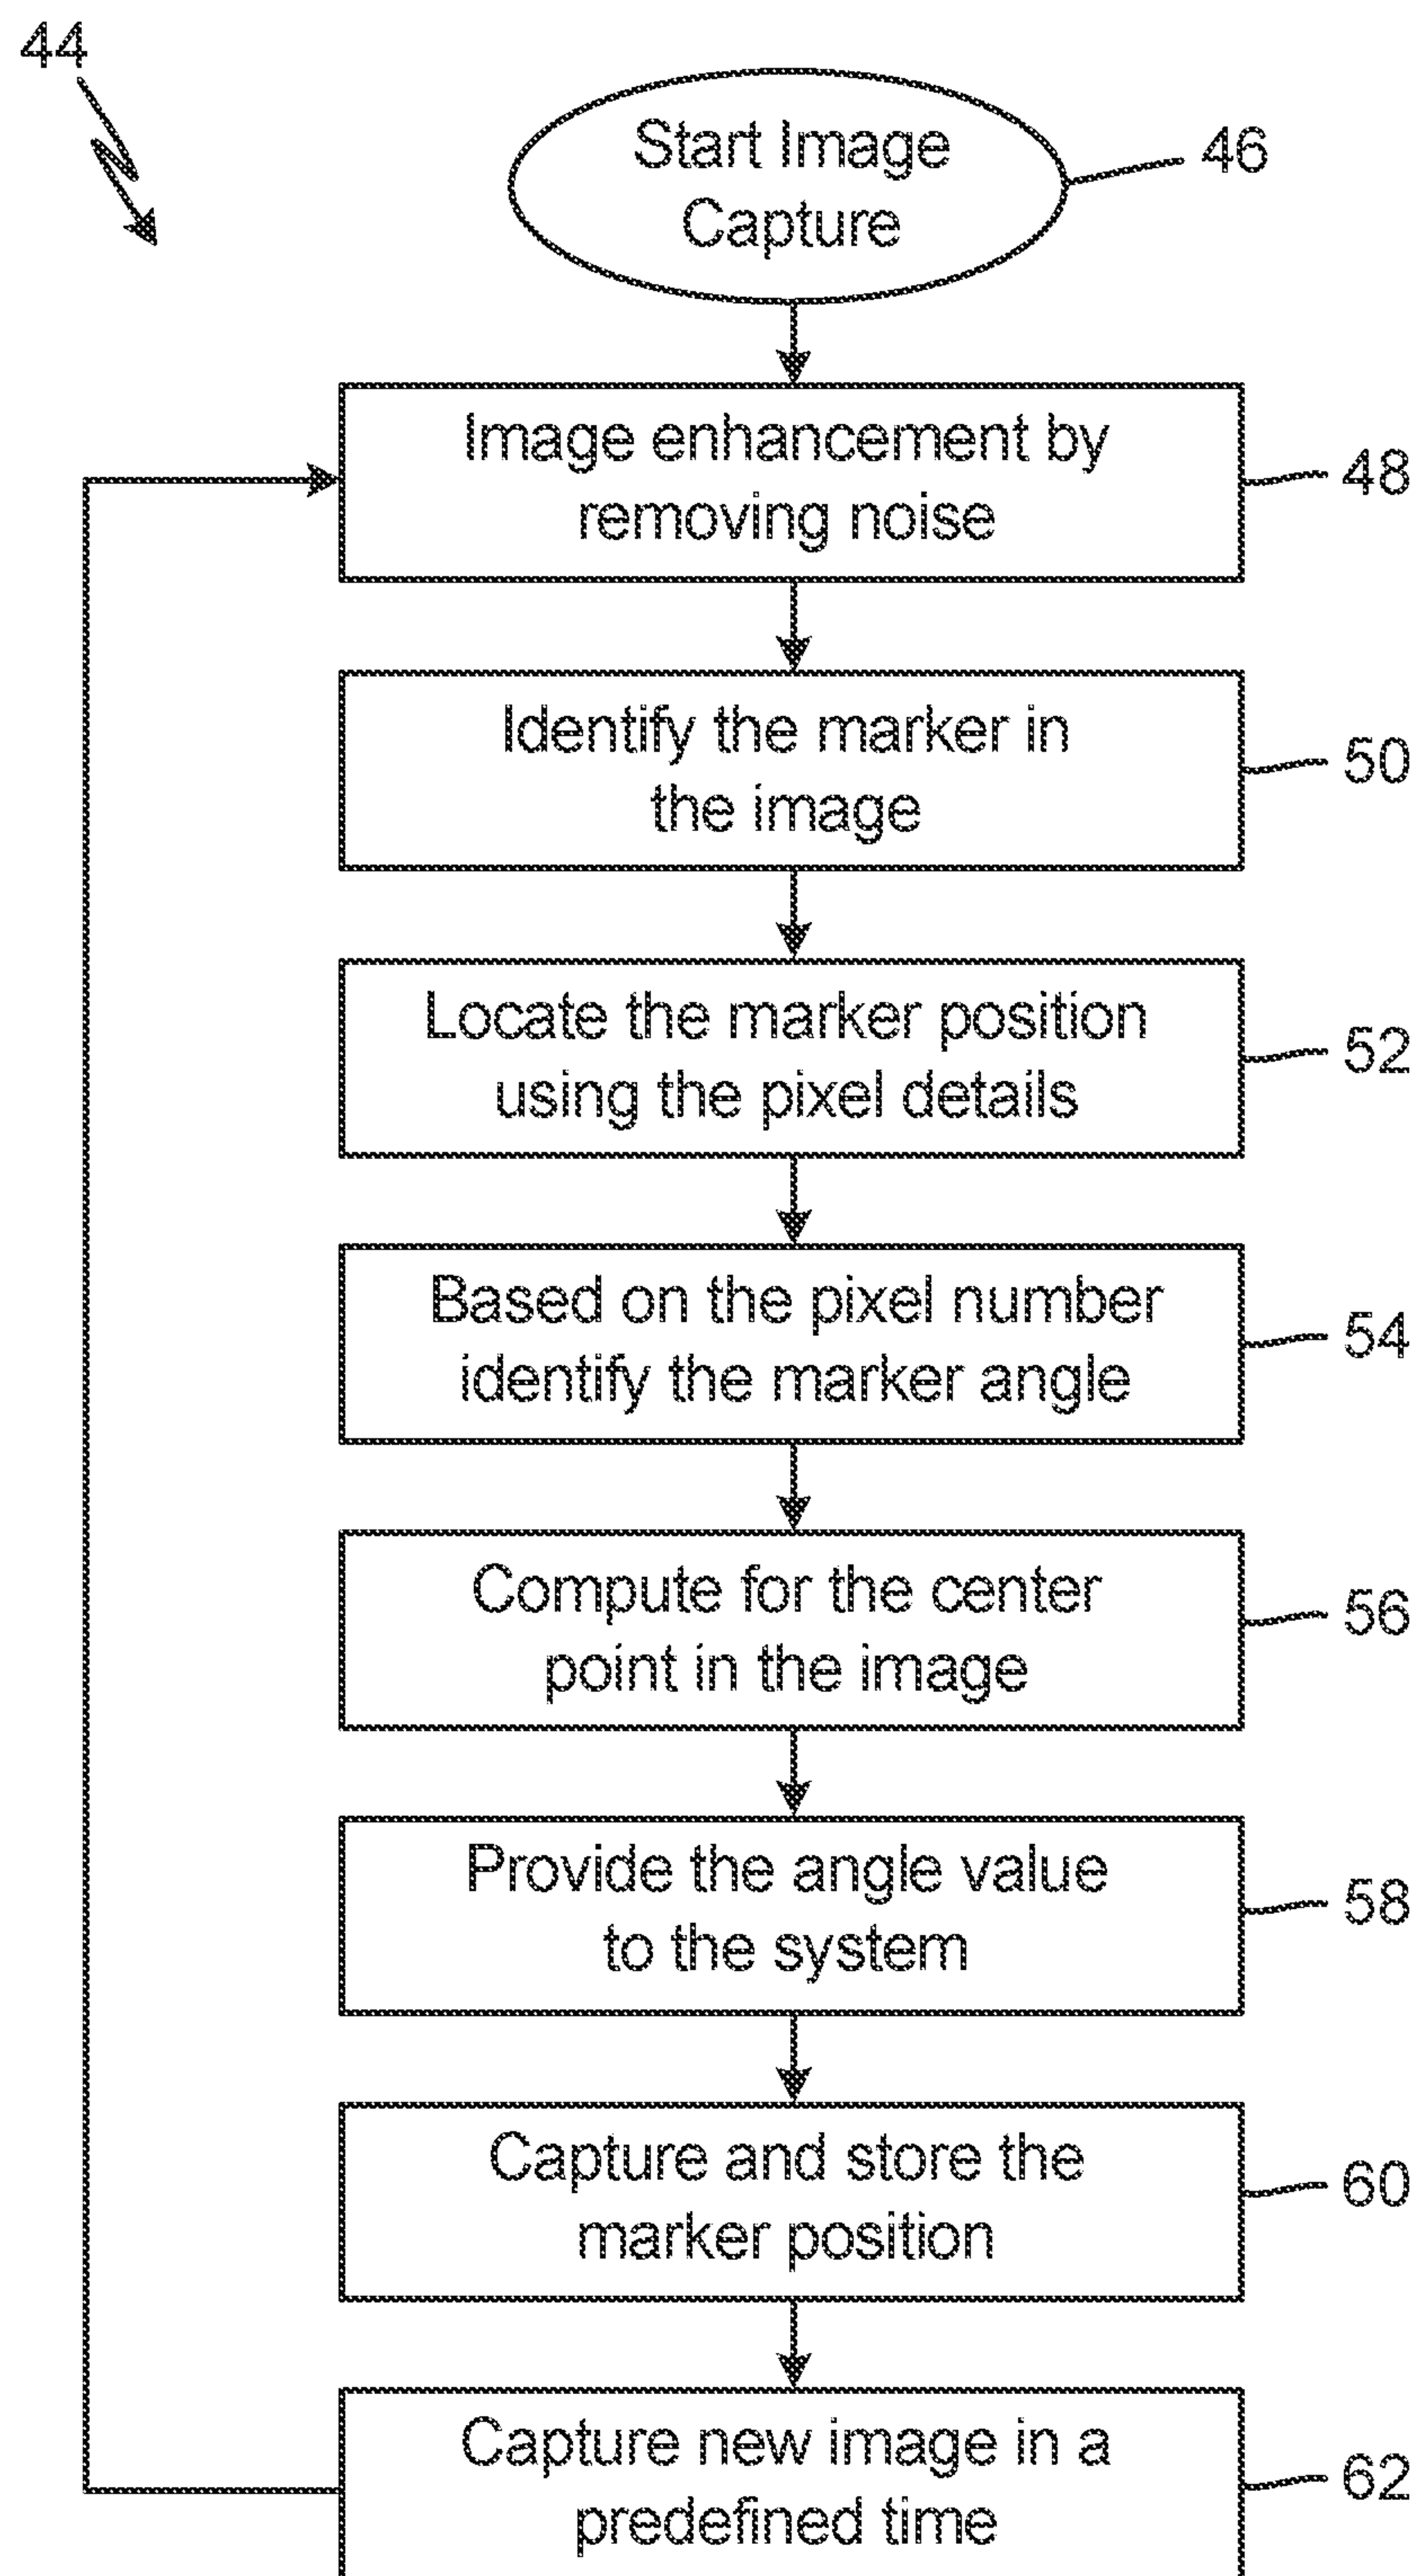 44
Start Image
Capture
46
Image enhancement by
removing noise
48
Identify the marker in
the image
50
Locate the marker position
using the pixel details
52
Based on the pixel number
identify the marker angle
54
Compute for the center
point in the image
56
Provide the angle value
to the system
58
Capture and store the
marker position
60
Capture new image in a
predefined time
62